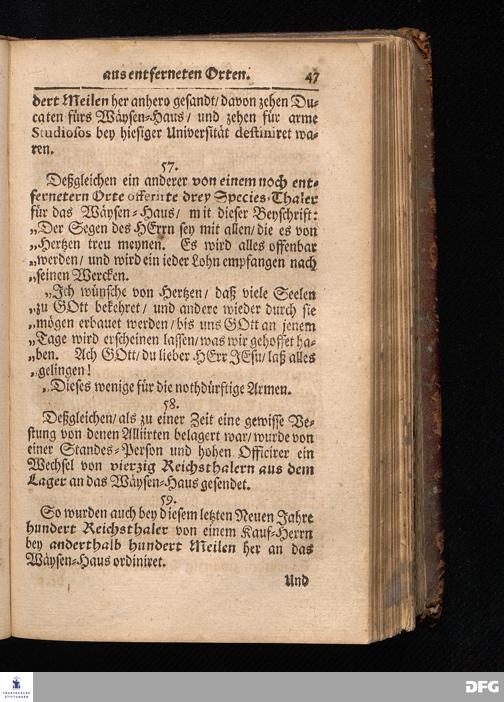 aus entferneten Orten. 47
dert Meilen her anhero gesandt/ davon zehen Du-
caten fürs Wäysen-Haus/ und zehen für arme
Studiosos bey hiesiger Universität destiniret wa-
ren.
57.
Deßgleichen ein anderer von einem noch ent-
fernetern Orte offerirte drey Species-Thaler
für das Wäysen-Haus/ mit dieser Beyschrift:
„Der Segen des HErrn sey mit allen/ die es von
„Hertzen treu meynen. Es wird alles offenbar
„werden/ und wird ein ieder Lohn empfangen nach
„seinen Wercken.
„Ich wünsche von Hertzen/ daß viele Seelen
„zu GOtt bekehret/ und andere wieder durch sie
„mögen erbauet werden/ bis uns GOtt an jenem
„Tage wird erscheinen lassen/ was wir gehoffet ha-
„ben. Ach GOtt/ du lieber HErr JEsu/ laß alles
„gelingen!
„Dieses wenige für die nothdürftige Armen.
58.
Deßgleichen/ als zu einer Zeit eine gewisse Ve-
stung von denen Alliirten belagert war/ wurde von
einer Standes-Person und hohen Officirer ein
Wechsel von vierzig Reichsthalern aus dem
Lager an das Wäysen-Haus gesendet.
59.
So wurden auch bey diesem letzten Neuen Jahre
hundert Reichsthaler von einem Kauf-Herrn
bey anderthalb hundert Meilen her an das
Wäysen-Haus ordiniret.
Und
FRANCKESCHE
STIFTUNGEN
DFG